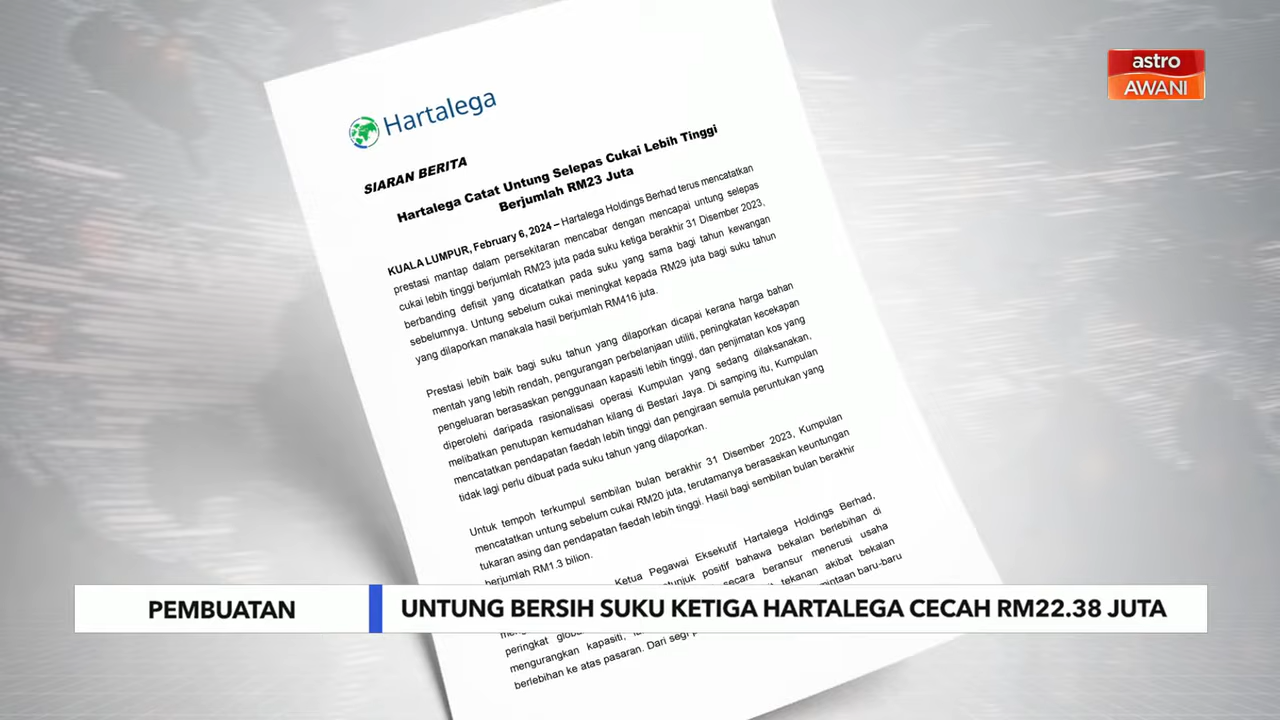 astro
AWANI
Hartalega
SIARAN BERITA
Hartalega Catat Untung Selepas Cukai Lebih Tinggi
Berjumlah RM23 Juta
KUALA LUMPUR, February 6, 2024 – Hartalega Holdings Berhad terus mencatatkan
prestasi mantap dalam persekitaran mencabar dengan mencapai untung selepas
cukai lebih tinggi berjumlah RM23 juta pada suku ketiga berakhir 31 Disember 2023,
berbanding defisit yang dicatatkan pada suku yang sama bagi tahun kewangan
sebelumnya. Untung sebelum cukai meningkat kepada RM29 juta bagi suku tahun
yang dilaporkan manakala hasil berjumlah RM416 juta.
Prestasi lebih baik bagi suku tahun yang dilaporkan dicapai kerana harga bahan
mentah yang lebih rendah, pengurangan perbelanjaan utiliti, peningkatan kecekapan
pengeluaran berasaskan penggunaan kapasiti lebih tinggi, dan penjimatan kos yang
diperolehi daripada rasionalisasi operasi Kumpulan yang sedang dilaksanakan,
melibatkan penutupan kemudahan kilang di Bestari Jaya. Di samping itu, Kumpulan
mencatatkan pendapatan faedah lebih tinggi dan pengiraan semula peruntukan yang
tidak lagi perlu dibuat pada suku tahun yang dilaporkan.
Untuk tempoh terkumpul sembilan bulan berakhir 31 Disember 2023, Kumpulan
mencatatkan untung sebelum cukai RM20 juta, terutamanya berasaskan keuntungan
tukaran asing dan pendapatan faedah lebih tinggi. Hasil bagi sembilan bulan berakhir
berjumlah RM1.3 bilion.
Ketua Pegawai Eksekutif Hartalega Holdings Berhad,
positif bahawa bekalan berlebihan di
secara beransur menerusi usaha
tekanan akibat bekalan
baru-baru
PEMBUATAN
UNTUNG BERSIH SUKU KETIGA HARTALEGA CECAH RM22.38 JUTA
peringkat
mengurangkan kapasiti,
berlebihan ke atas pasaran. Dari segi